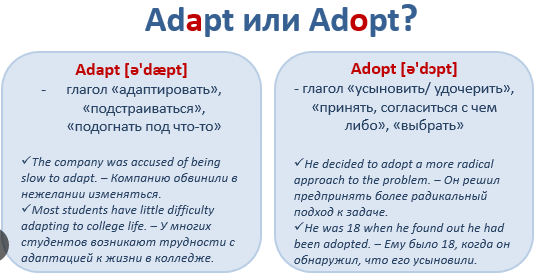 Adapt или Adopt?
Adapt [ə'dæpt]
- глагол «адаптировать»,
«подстраиваться»,
«подогнать под что-то»
✓The company was accused of being
slow to adapt. – Компанию обвинили в
нежелании изменяться.
✓Most students have little difficulty
adapting to college life. – У многих
студентов возникают трудности с
адаптацией к жизни в колледже.
Adopt [ə'dɔpt]
- глагол «усыновить/ удочерить»,
«принять, согласиться с чем
либо», «выбрать»
✓He decided to adopt a more radical
approach to the problem. – Он решил
предпринять более радикальный
подход к задаче.
✓He was 18 when he found out he had
been adopted. – Ему было 18, когда он
обнаружил, что его усыновили.